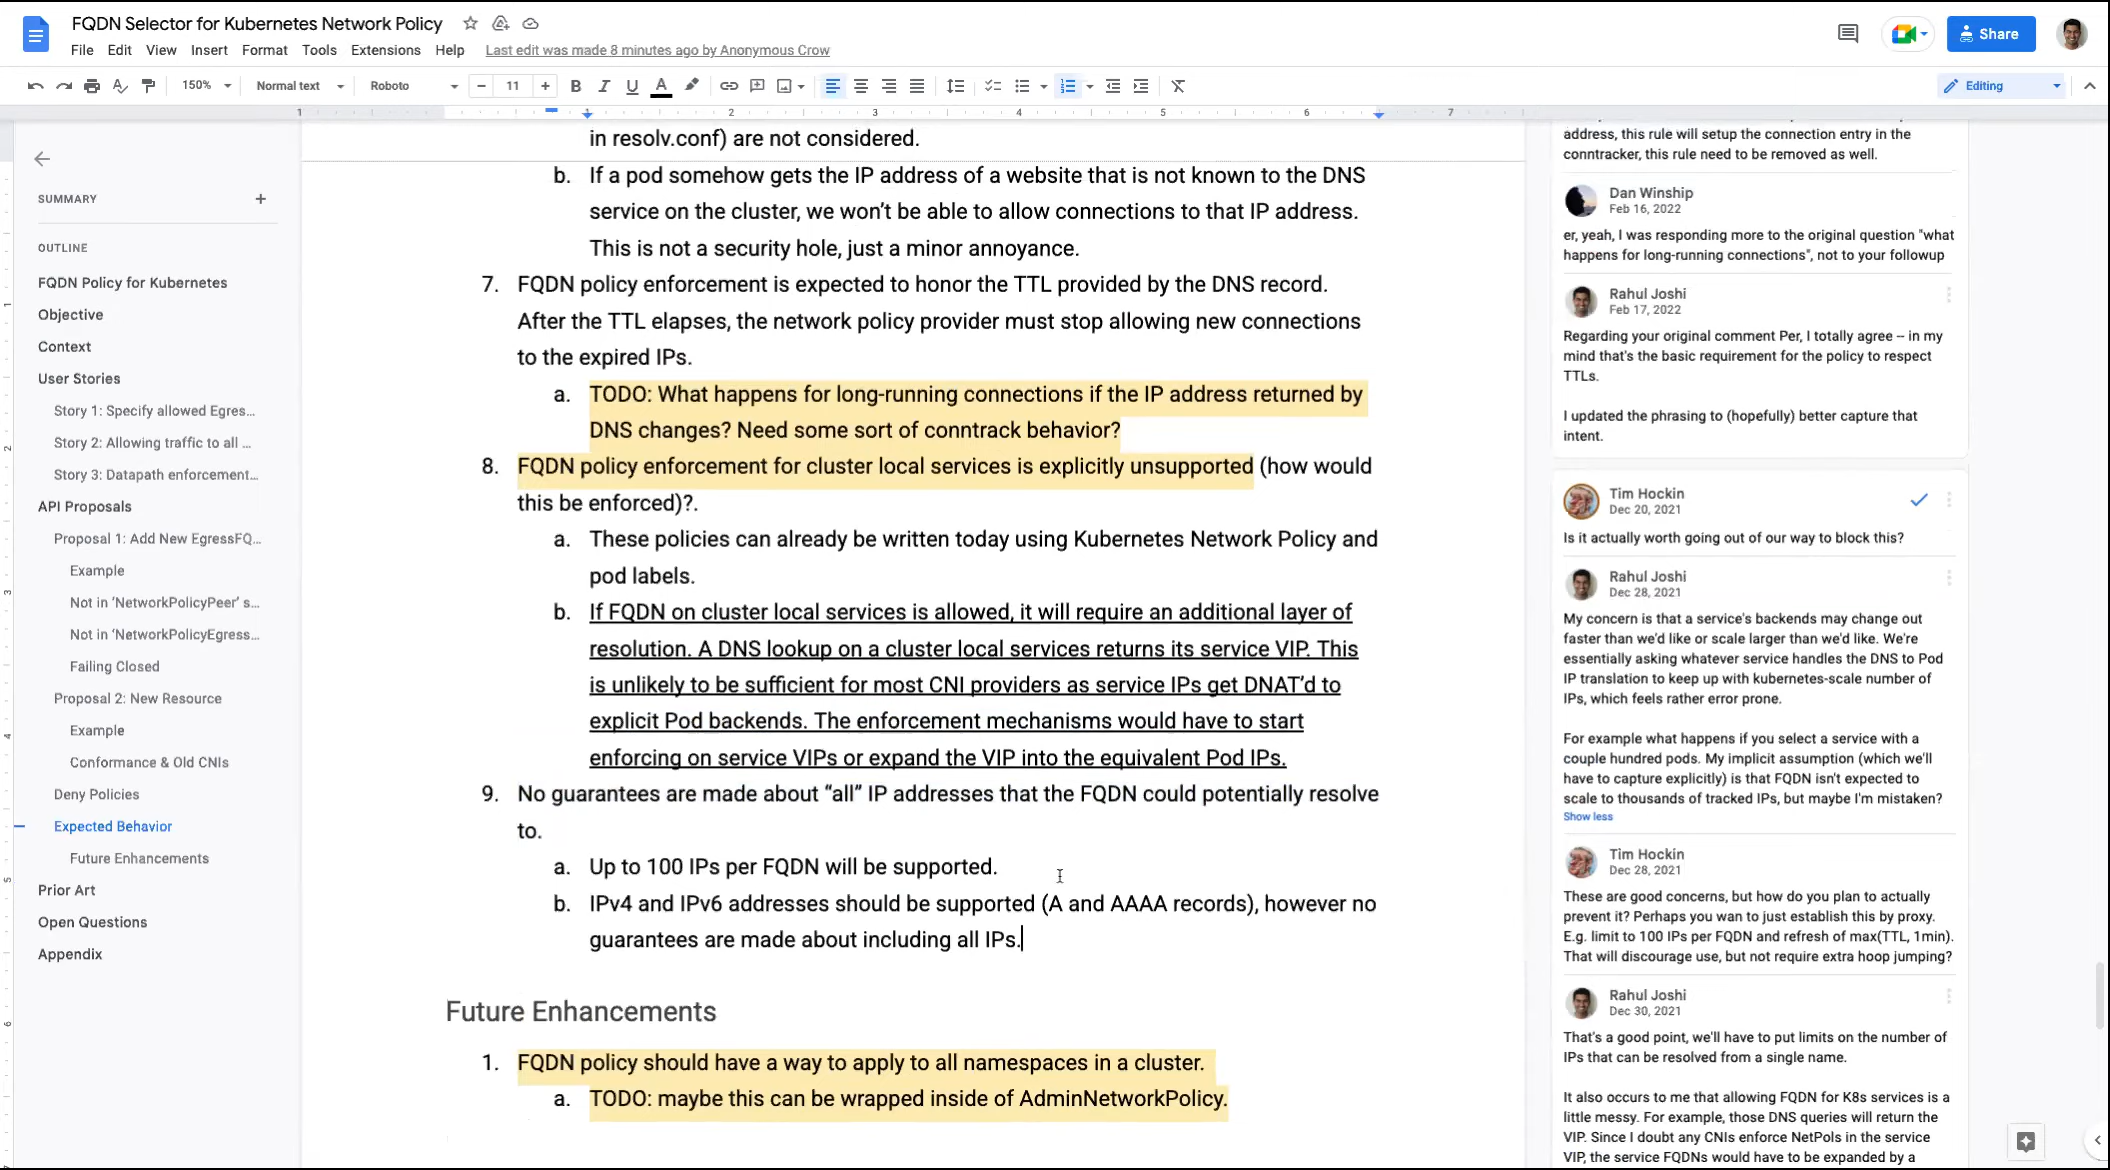 FQDN Selector for Kubernetes Network Policy
File Edit View Insert Format Tools Extensions Help Last edit was made 8 minutes ago by Anonymous Crow
Share
150% Normal text Roboto 11 B I U A Editing
1 1 2 3 4 5 6 7
SUMMARY
OUTLINE
FQDN Policy for Kubernetes
Objective
Context
User Stories
Story 1: Specify allowed Egres...
Story 2: Allowing traffic to all ...
Story 3: Datapath enforcement...
API Proposals
Proposal 1: Add New EgressFQ...
Example
Not in ‘NetworkPolicyPeer’ s...
Not in ‘NetworkPolicyEgress...
Failing Closed
Proposal 2: New Resource
Example
Conformance & Old CNIs
Deny Policies
Expected Behavior
Future Enhancements
Prior Art
Open Questions
Appendix
1
2
3
4
5
6
in resolv.conf) are not considered.
b. If a pod somehow gets the IP address of a website that is not known to the DNS
service on the cluster, we won’t be able to allow connections to that IP address.
This is not a security hole, just a minor annoyance.
7. FQDN policy enforcement is expected to honor the TTL provided by the DNS record.
After the TTL elapses, the network policy provider must stop allowing new connections
to the expired IPs.
a. TODO: What happens for long-running connections if the IP address returned by
DNS changes? Need some sort of conntrack behavior?
8. FQDN policy enforcement for cluster local services is explicitly unsupported (how would
this be enforced)?.
a. These policies can already be written today using Kubernetes Network Policy and
pod labels.
b. If FQDN on cluster local services is allowed, it will require an additional layer of
resolution. A DNS lookup on a cluster local services returns its service VIP. This
is unlikely to be sufficient for most CNI providers as service IPs get DNAT’d to
explicit Pod backends. The enforcement mechanisms would have to start
enforcing on service VIPs or expand the VIP into the equivalent Pod IPs.
9. No guarantees are made about “all” IP addresses that the FQDN could potentially resolve
to.
a. Up to 100 IPs per FQDN will be supported.
b. IPv4 and IPv6 addresses should be supported (A and AAAA records), however no
guarantees are made about including all IPs.
Future Enhancements
1. FQDN policy should have a way to apply to all namespaces in a cluster.
a. TODO: maybe this can be wrapped inside of AdminNetworkPolicy.
address, this rule will setup the connection entry in the
conntracker, this rule need to be removed as well.
Dan Winship
Feb 16, 2022
er, yeah, I was responding more to the original question "what
happens for long-running connections", not to your followup
Rahul Joshi
Feb 17, 2022
Regarding your original comment Per, I totally agree -- in my
mind that's the basic requirement for the policy to respect
TTLs.
I updated the phrasing to (hopefully) better capture that
intent.
Tim Hockin
Dec 20, 2021
Is it actually worth going out of our way to block this?
Rahul Joshi
Dec 28, 2021
My concern is that a service's backends may change out
faster than we'd like or scale larger than we'd like. We're
essentially asking whatever service handles the DNS to Pod
IP translation to keep up with kubernetes-scale number of
IPs, which feels rather error prone.
For example what happens if you select a service with a
couple hundred pods. My implicit assumption (which we'll
have to capture explicitly) is that FQDN isn't expected to
scale to thousands of tracked IPs, but maybe I'm mistaken?
Show less
Tim Hockin
Dec 28, 2021
These are good concerns, but how do you plan to actually
prevent it? Perhaps you wan to just establish this by proxy.
E.g. limit to 100 IPs per FQDN and refresh of max(TTL, 1min).
That will discourage use, but not require extra hoop jumping?
Rahul Joshi
Dec 30, 2021
That's a good point, we'll have to put limits on the number of
IPs that can be resolved from a single name.
It also occurs to me that allowing FQDN for K8s services is a
little messy. For example, those DNS queries will return the
VIP. Since I doubt any CNIs enforce NetPols in the service
VIP, the service FQDNs would have to be expanded by a